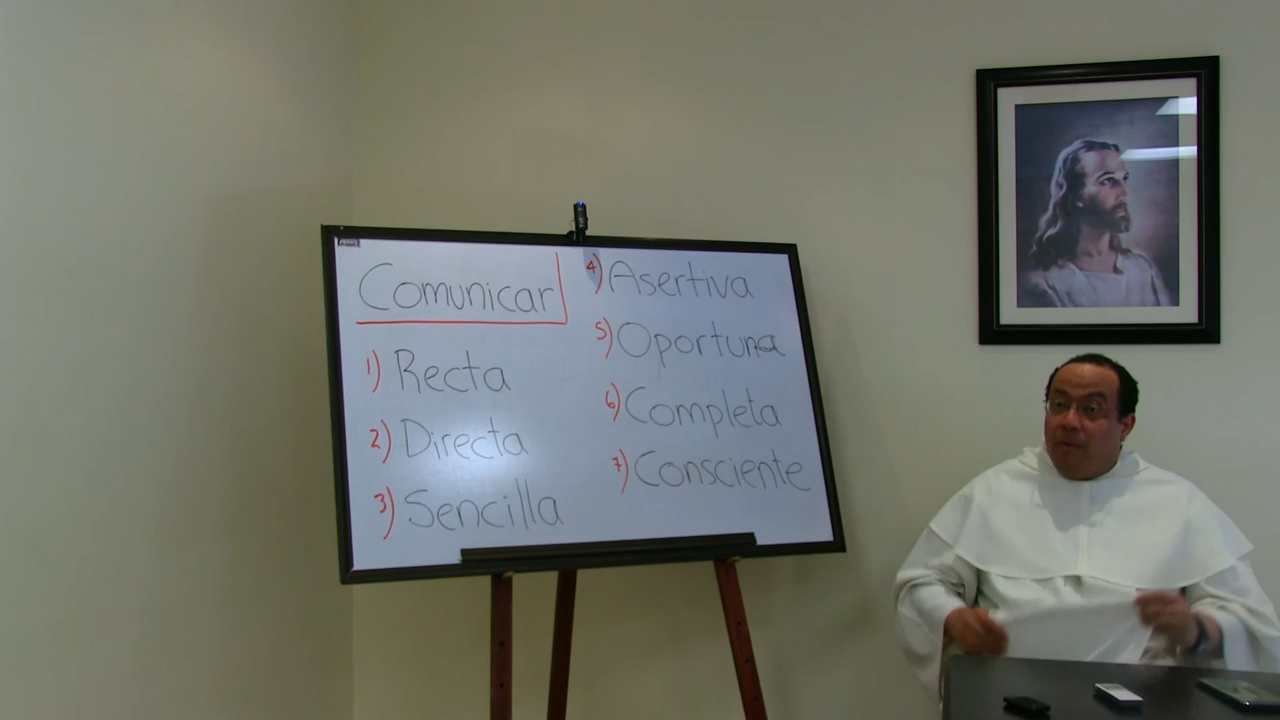 Comunicar
1) Recta
2) Directa
3) Sencilla
4) Asertiva
5) Oportuna
6) Completa
7) Consciente